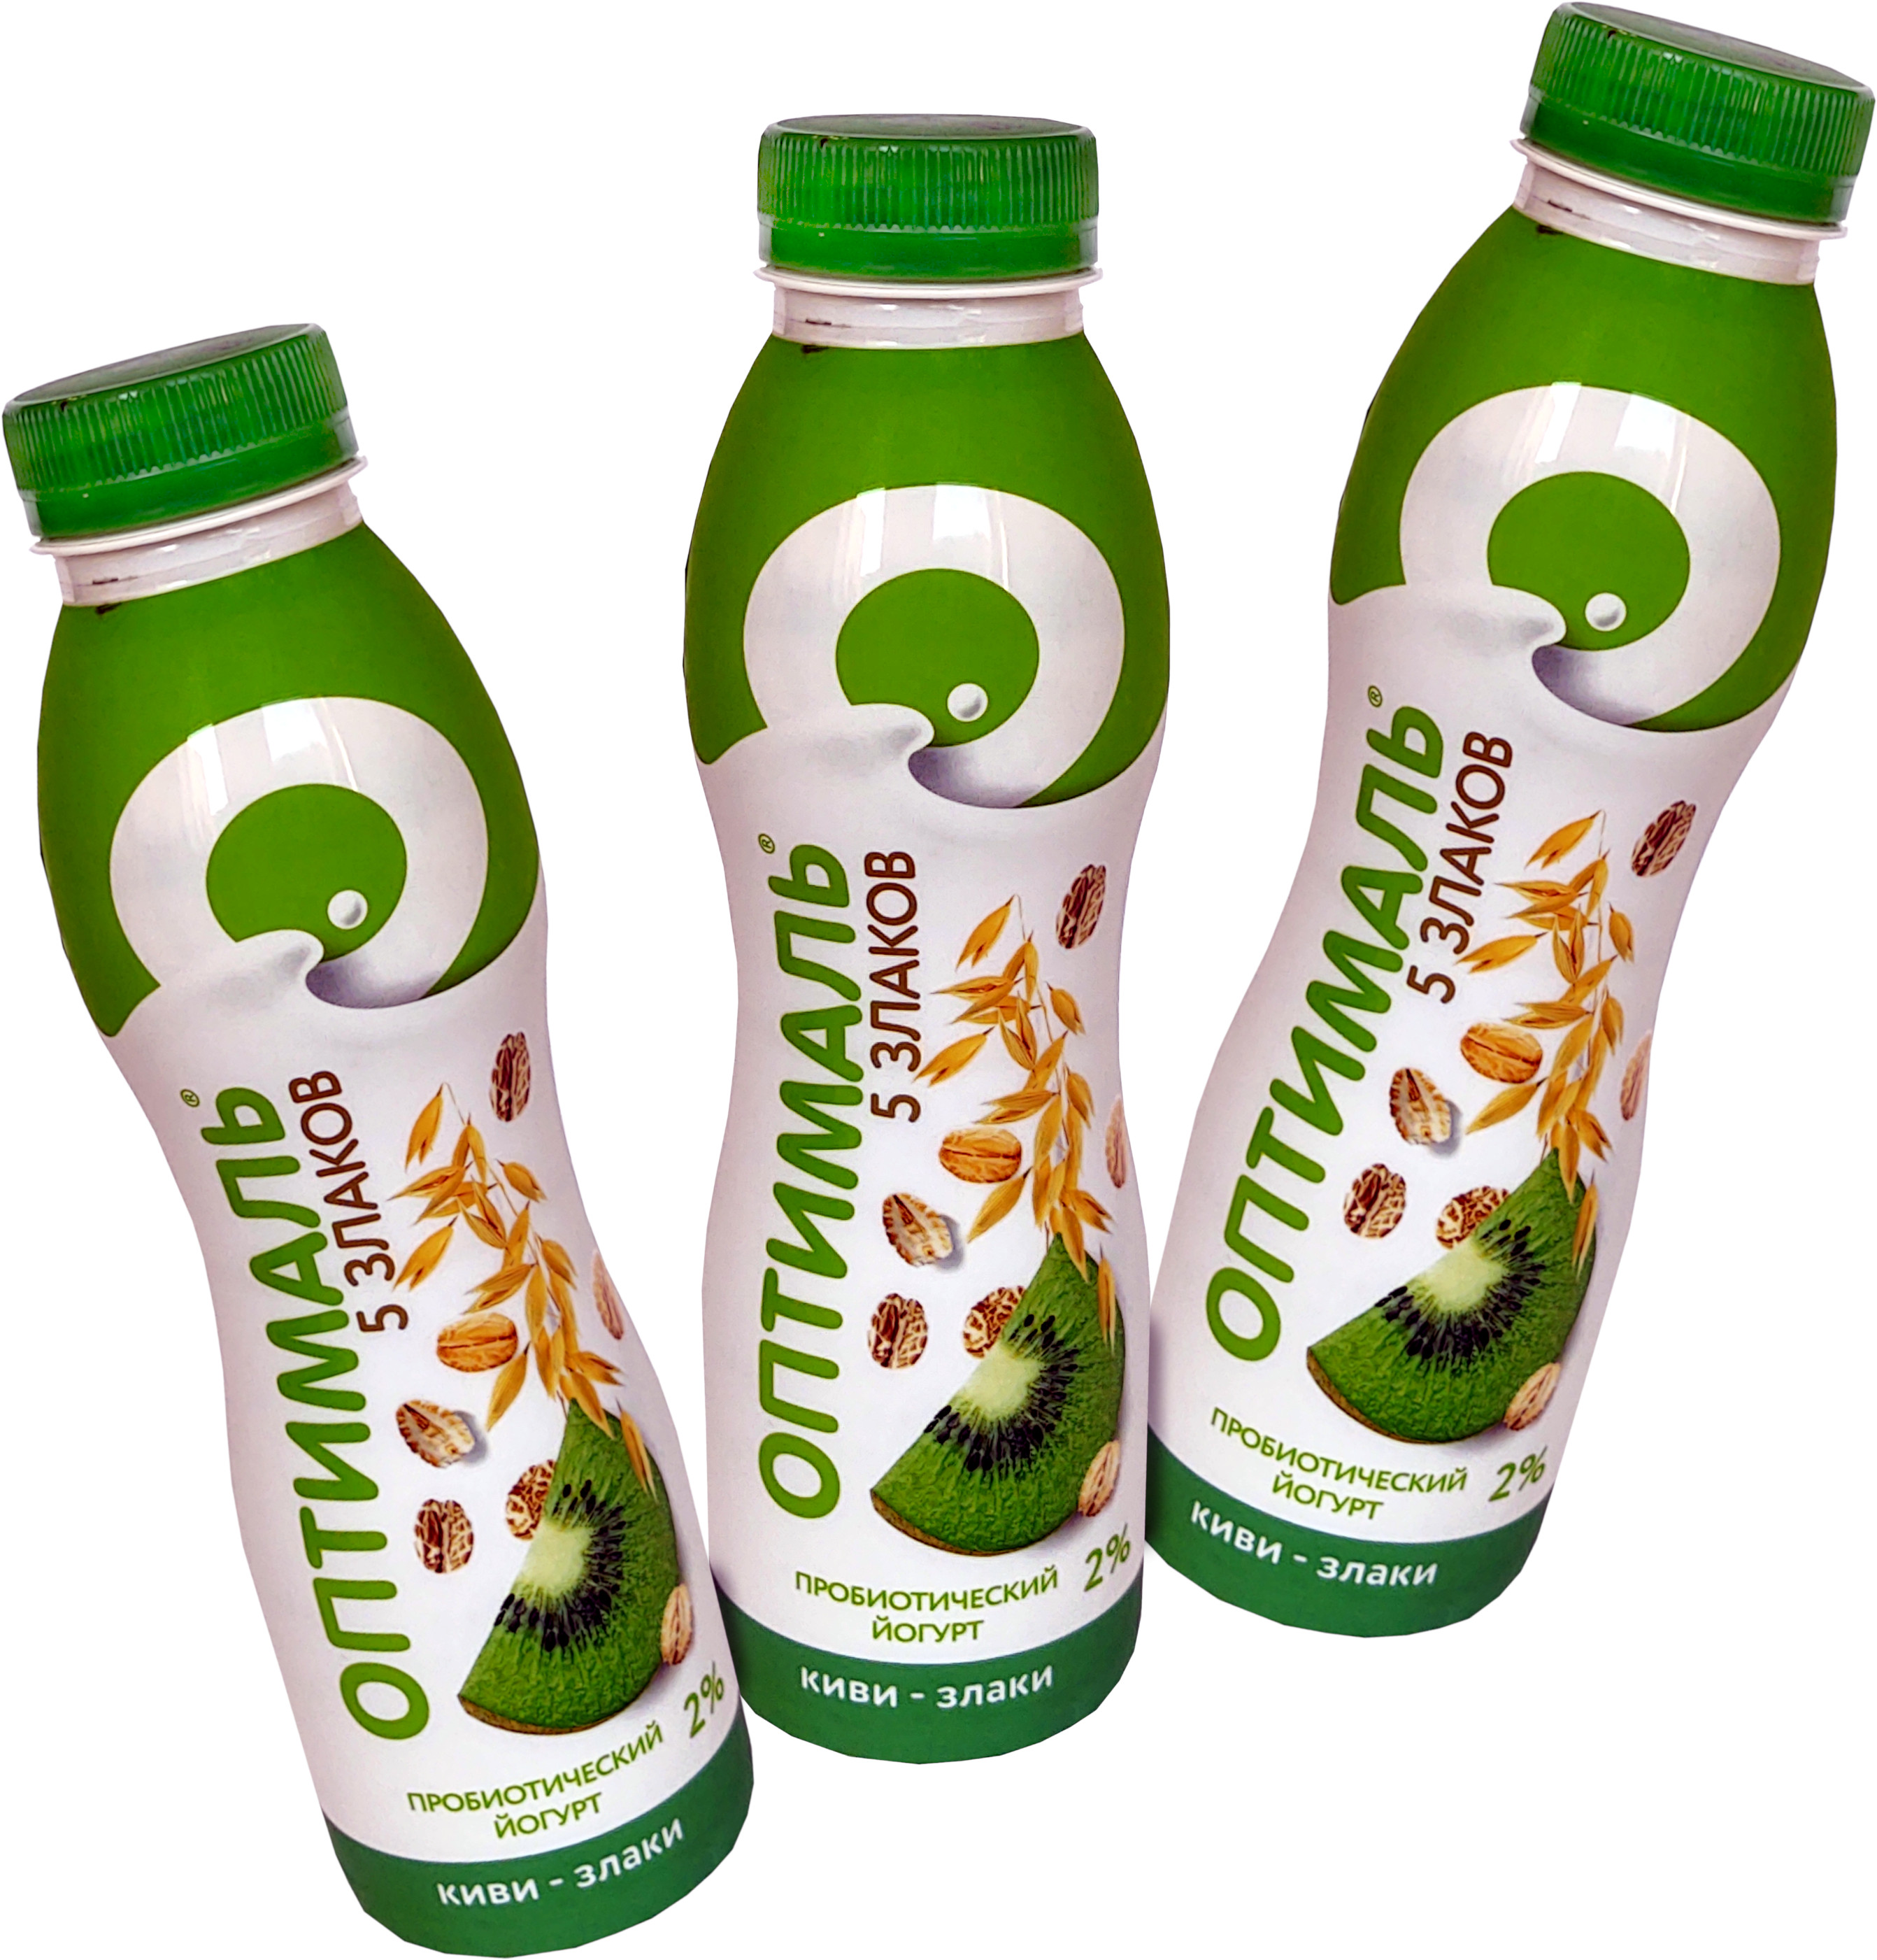 ОПТИМАЛЬ®
5 ЗЛАКОВ
ПРОБИОТИЧЕСКИЙ
ЙОГУРТ
2%
киви - злаки
ОПТИМАЛЬ®
5 ЗЛАКОВ
ПРОБИОТИЧЕСКИЙ
ЙОГУРТ
2%
киви - злаки
ОПТИМАЛЬ®
5 ЗЛАКОВ
ПРОБИОТИЧЕСКИЙ
ЙОГУРТ
2%
киви - злаки